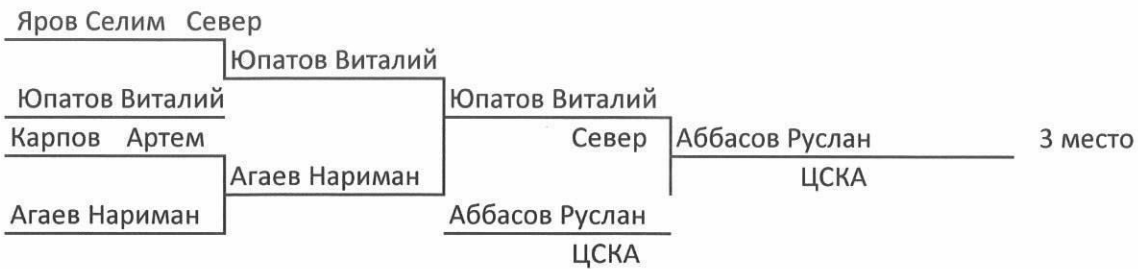 Яров Селим Север
Юпатов Виталий
Юпатов Виталий
Юпатов Виталий
Карпов Артем
Север
Аббасов Руслан
3 место
Агаев Нариман
ЦСКА
Агаев Нариман
Аббасов Руслан
ЦСКА